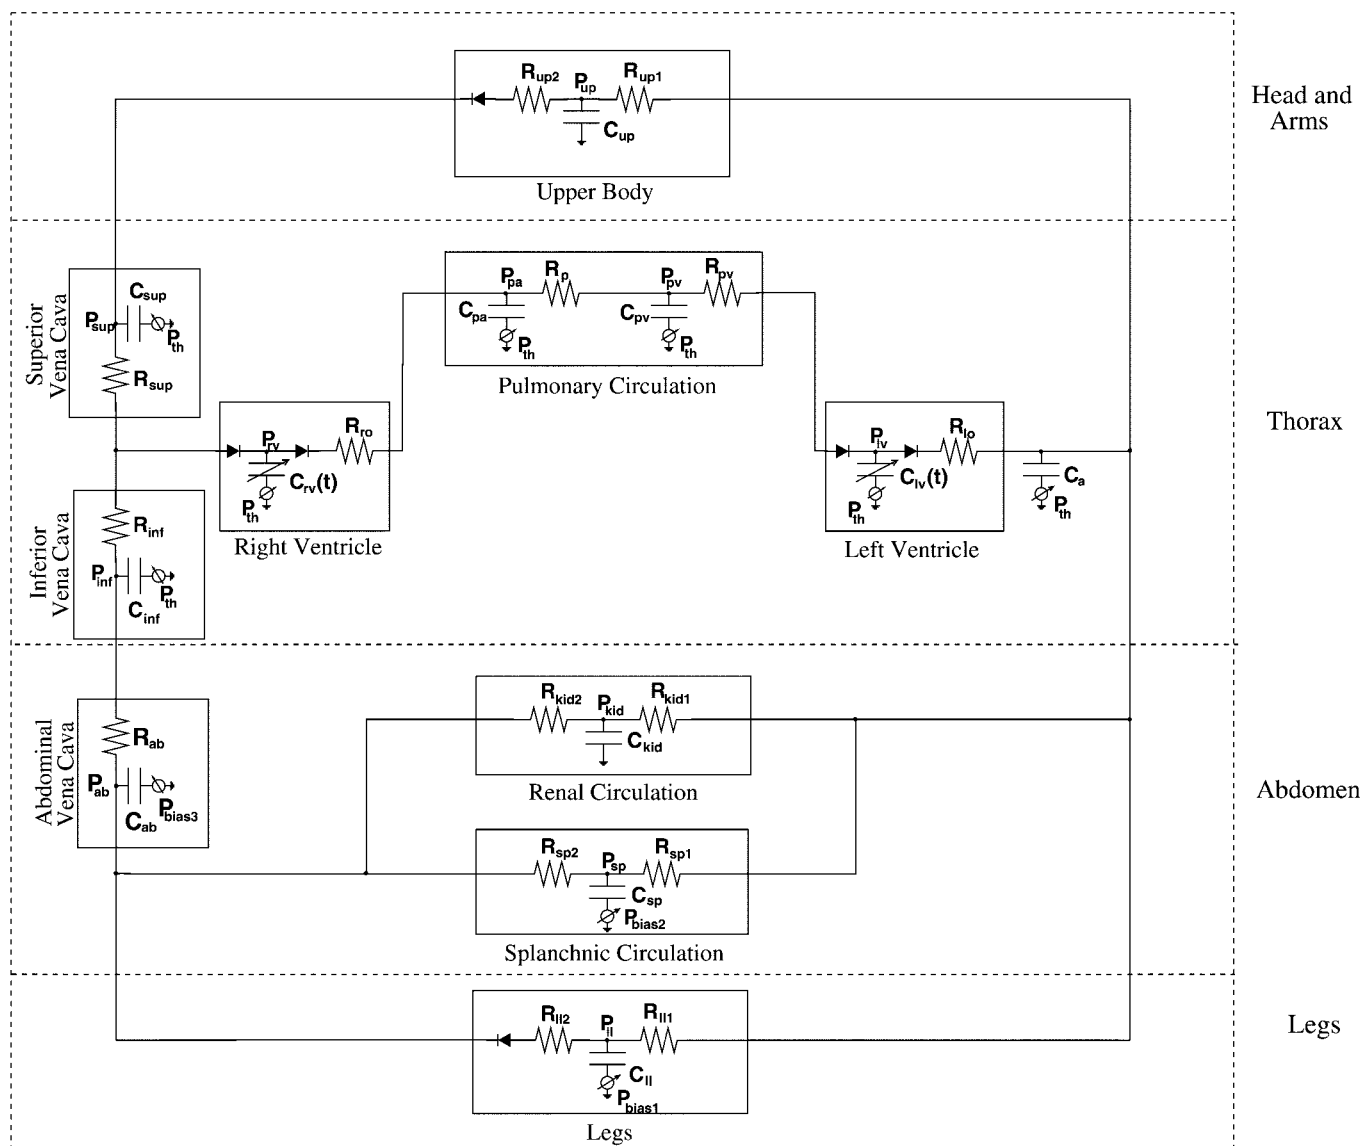 Head and
Arms
R_up2
P_up
R_up1
C_up
Upper Body
Superior
Vena Cava
C_sup
P_sup
P_th
R_sup
P_pa
R_p
P_pv
R_pv
C_pa
C_pv
P_th
P_th
Pulmonary Circulation
Thorax
P_rv
R_ro
C_rv(t)
P_th
Right Ventricle
P_lv
R_lo
C_lv(t)
P_th
Left Ventricle
C_a
P_th
Inferior
Vena Cava
R_inf
P_inf
P_th
C_inf
Abdominal
Vena Cava
R_ab
P_ab
P_bias3
C_ab
R_kid2
P_kid
R_kid1
C_kid
Renal Circulation
Abdomen
R_sp2
P_sp
R_sp1
C_sp
P_bias2
Splanchnic Circulation
R_ll2
P_ll
R_ll1
C_ll
P_bias1
Legs
Legs